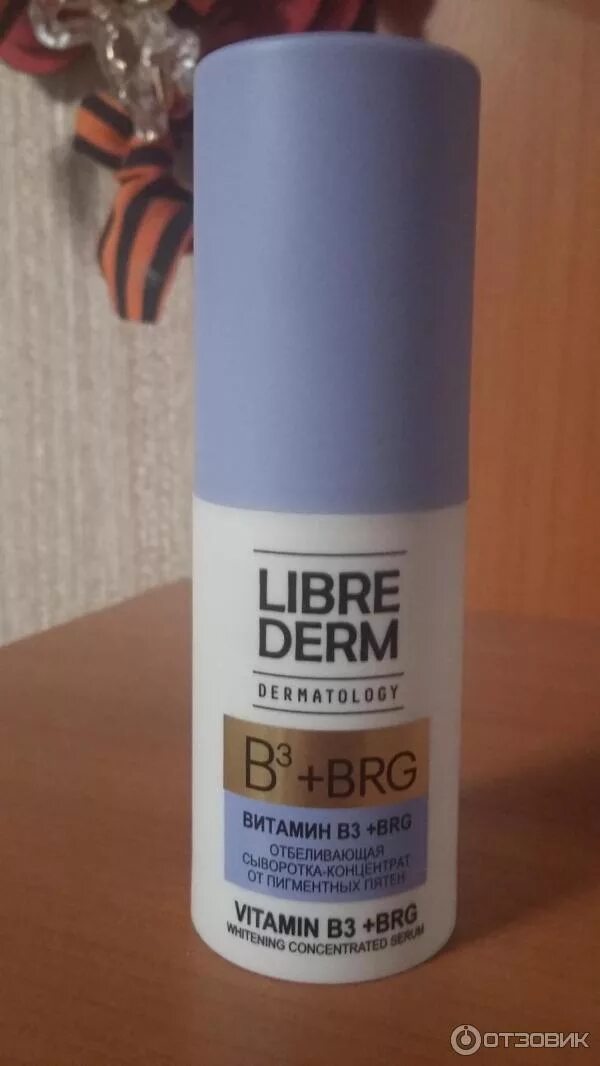 LIBRE
DERM
DERMATOLOGY
B³+BRG
ВИТАМИН B3 +BRG
ОТБЕЛИВАЮЩАЯ
СЫВОРОТКА-КОНЦЕНТРАТ
ОТ ПИГМЕНТНЫХ ПЯТЕН
VITAMIN B3 +BRG
WHITENING CONCENTRATED SERUM
ОТЗОВИК